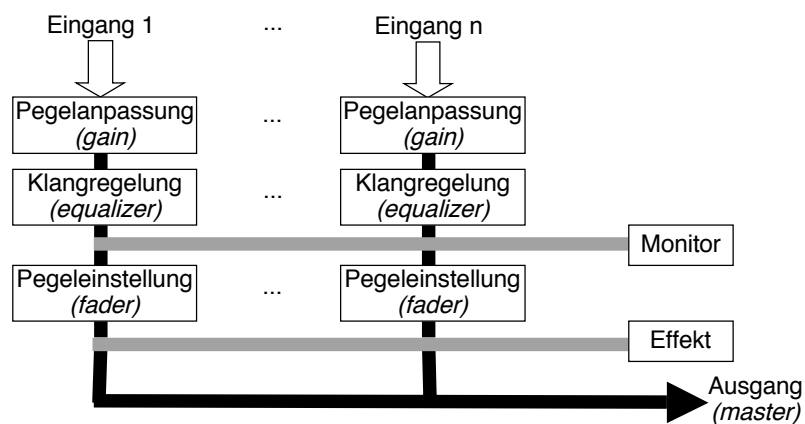 Eingang 1 ... Eingang n
Pegelanpassung ... Pegelanpassung
(gain) (gain)
Klangregelung ... Klangregelung
(equalizer) (equalizer)
Monitor
Pegeleinstellung ... Pegeleinstellung
(fader) (fader)
Effekt
Ausgang
(master)